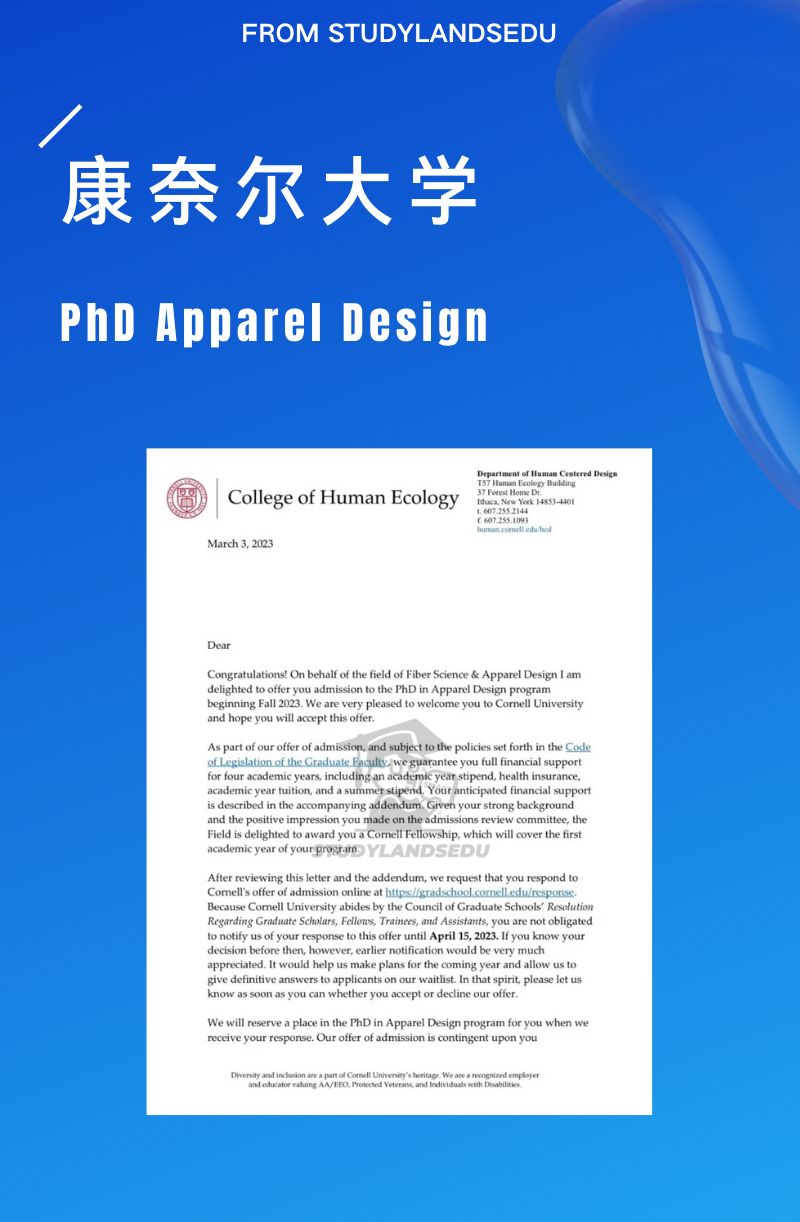 FROM STUDYLANDSEDU
康奈尔大学
PhD Apparel Design
College of Human Ecology
Department of Human Centered Design
T57 Human Ecology Building
37 Forest Home Dr.
Ithaca, New York 14853-4401
t. 607.255.2144
f. 607.255.1093
human.cornell.edu/hcd
March 3, 2023
Dear
Congratulations! On behalf of the field of Fiber Science & Apparel Design I am
delighted to offer you admission to the PhD in Apparel Design program
beginning Fall 2023. We are very pleased to welcome you to Cornell University
and hope you will accept this offer.
As part of our offer of admission, and subject to the policies set forth in the Code
of Legislation of the Graduate Faculty, we guarantee you full financial support
for four academic years, including an academic year stipend, health insurance,
academic year tuition, and a summer stipend. Your anticipated financial support
is described in the accompanying addendum. Given your strong background
and the positive impression you made on the admissions review committee, the
Field is delighted to award you a Cornell Fellowship, which will cover the first
academic year of your program.
STUDYLANDSEDU
After reviewing this letter and the addendum, we request that you respond to
Cornell's offer of admission online at https://gradschool.cornell.edu/response.
Because Cornell University abides by the Council of Graduate Schools' Resolution
Regarding Graduate Scholars, Fellows, Trainees, and Assistants, you are not obligated
to notify us of your response to this offer until April 15, 2023. If you know your
decision before then, however, earlier notification would be very much
appreciated. It would help us make plans for the coming year and allow us to
give definitive answers to applicants on our waitlist. In that spirit, please let us
know as soon as you can whether you accept or decline our offer.
We will reserve a place in the PhD in Apparel Design program for you when we
receive your response. Our offer of admission is contingent upon you
Diversity and inclusion are a part of Cornell University's heritage. We are a recognized employer
and educator valuing AA/EEO, Protected Veterans, and Individuals with Disabilities.